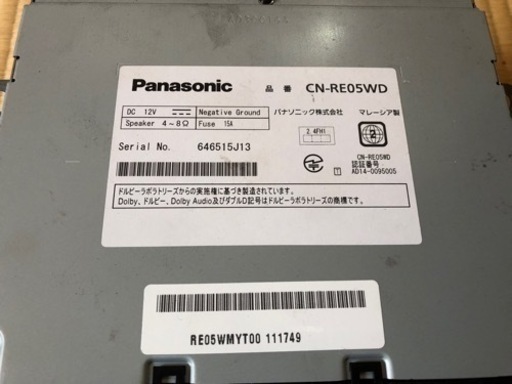 Panasonic 品番 CN-RE05WD
DC 12V Negative Ground
Speaker 4~8Ω Fuse 15A
パナソニック株式会社 マレーシア製
2.4FH1
2
Serial No. 646515J13
CN-RE05WD
認証番号
AD14-0095005
ドルビーラボラトリーズからの実施権に基づき製造されています。
Dolby、ドルビー、Dolby Audio及びダブルD記号はドルビーラボラトリーズの商標です。
RE05WMYT00 111749